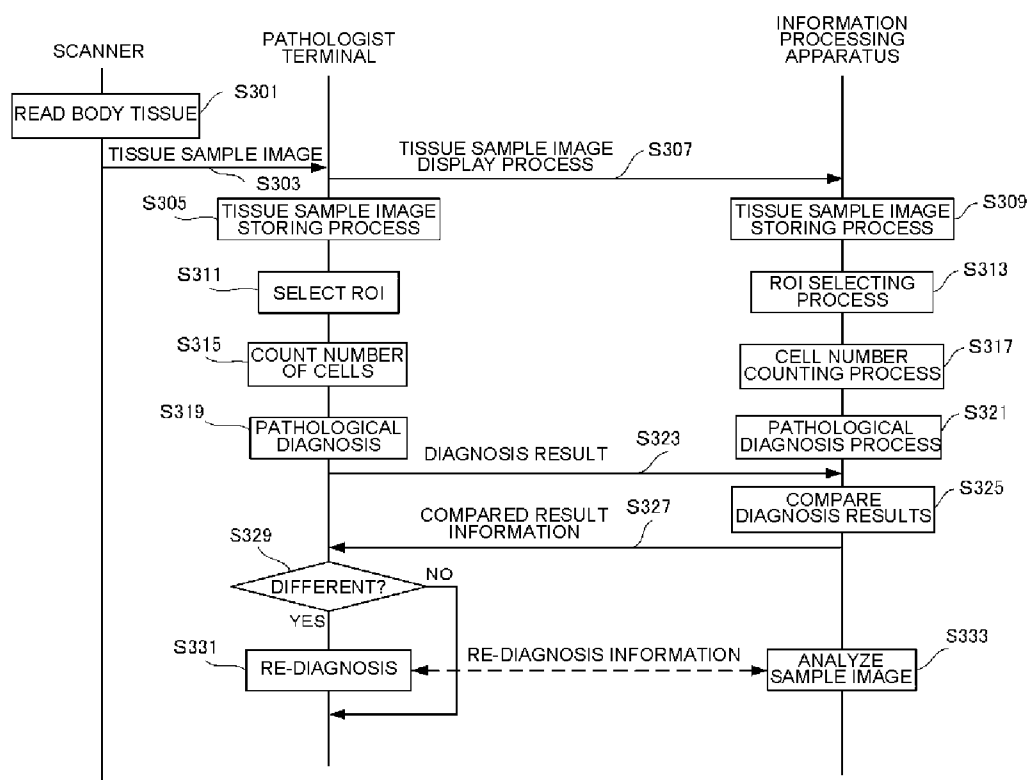 SCANNER
PATHOLOGIST
TERMINAL
INFORMATION
PROCESSING
APPARATUS
READ BODY TISSUE
S301
TISSUE SAMPLE IMAGE
S303
TISSUE SAMPLE IMAGE
DISPLAY PROCESS
S307
S305
TISSUE SAMPLE IMAGE
STORING PROCESS
TISSUE SAMPLE IMAGE
STORING PROCESS
S309
S311
SELECT ROI
ROI SELECTING
PROCESS
S313
S315
COUNT NUMBER
OF CELLS
CELL NUMBER
COUNTING PROCESS
S317
S319
PATHOLOGICAL
DIAGNOSIS
PATHOLOGICAL
DIAGNOSIS PROCESS
S321
DIAGNOSIS RESULT
S323
COMPARE
DIAGNOSIS RESULTS
S325
COMPARED RESULT
INFORMATION
S327
S329
DIFFERENT?
NO
YES
S331
RE-DIAGNOSIS
RE-DIAGNOSIS INFORMATION
ANALYZE
SAMPLE IMAGE
S333